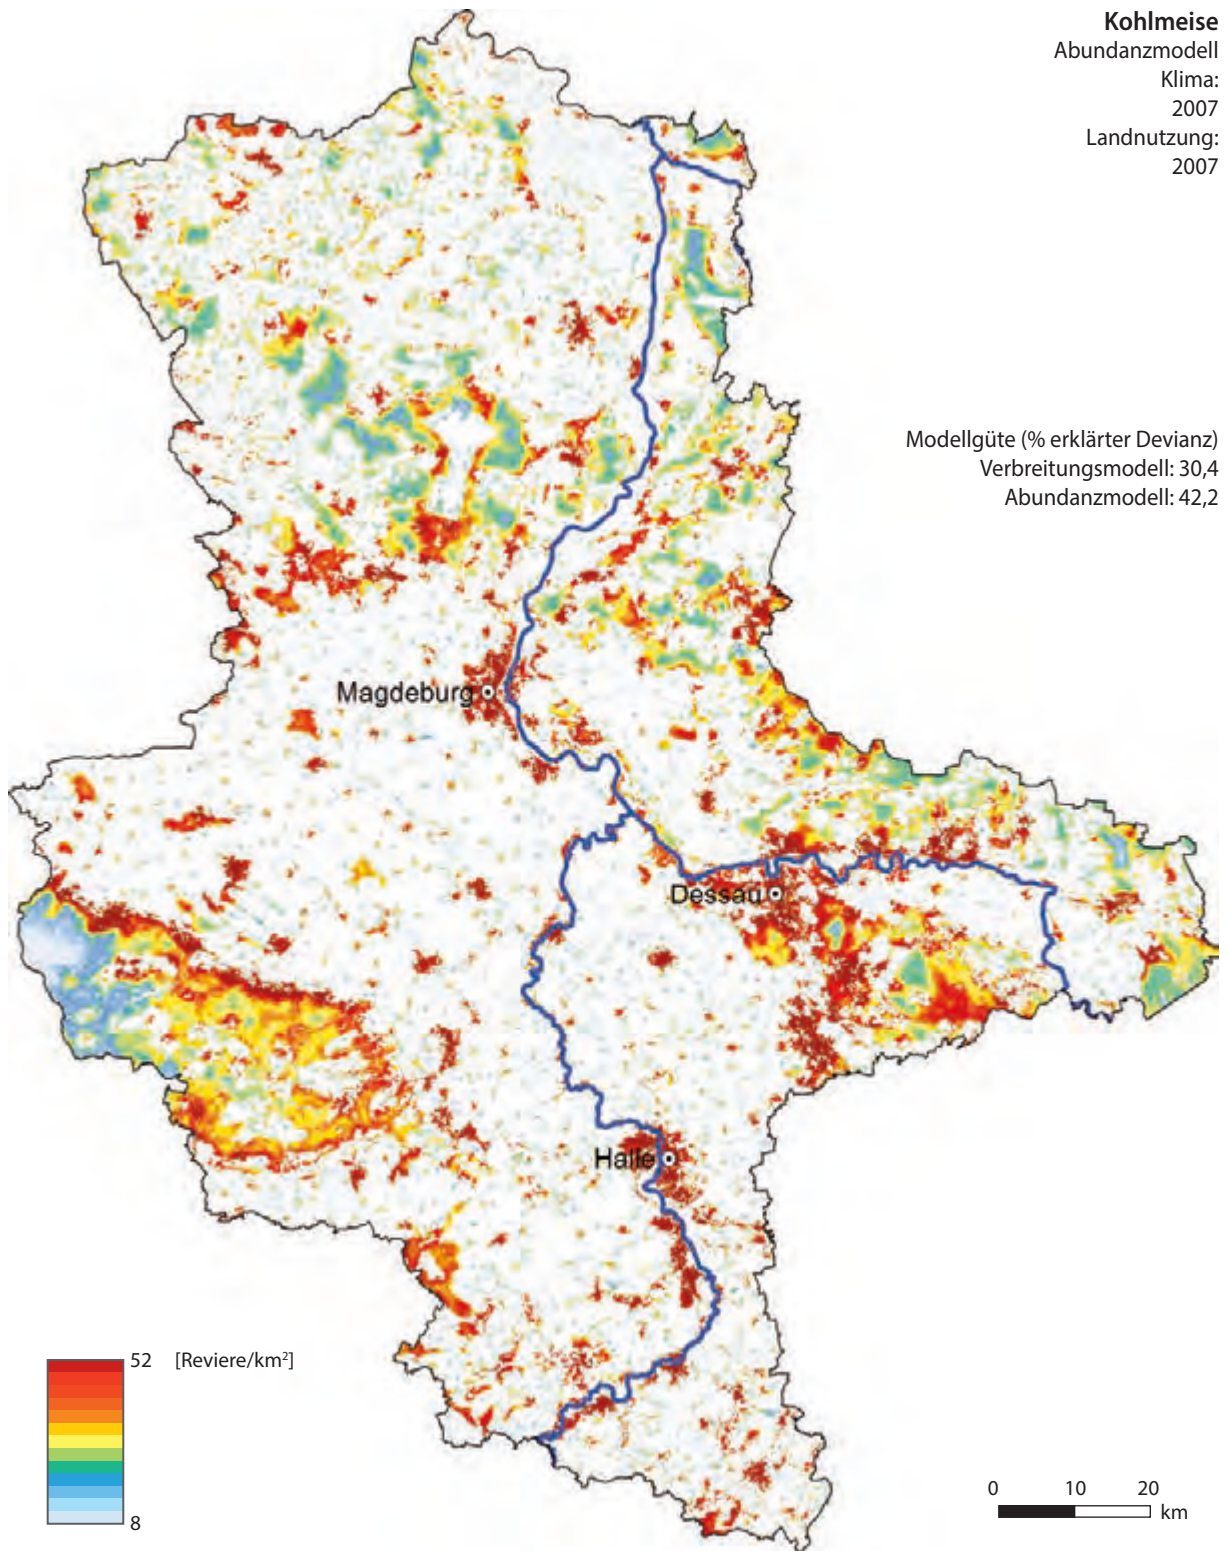 Kohlmeise
Abundanzmodell
Klima:
2007
Landnutzung:
2007
Modellgüte (% erklärter Devianz)
Verbreitungsmodell: 30,4
Abundanzmodell: 42,2
Magdeburg
Dessau
Halle
52 [Reviere/km²]
8
0 10 20
km